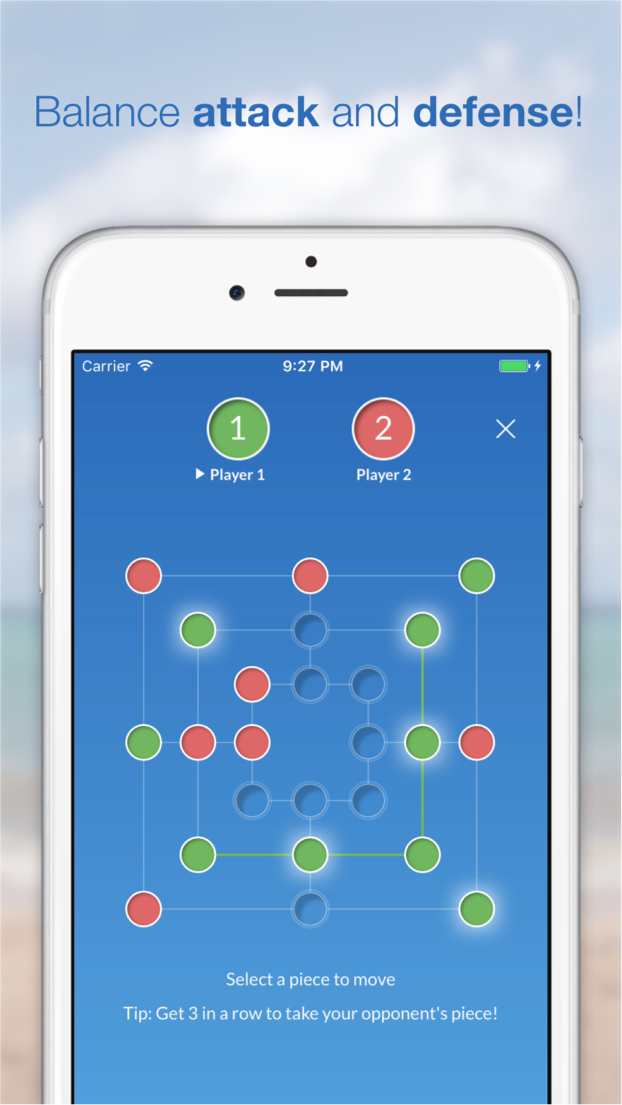 Balance attack and defense!
Carrier 9:27 PM
1 2
Player 1 Player 2
Select a piece to move
Tip: Get 3 in a row to take your opponent's piece!